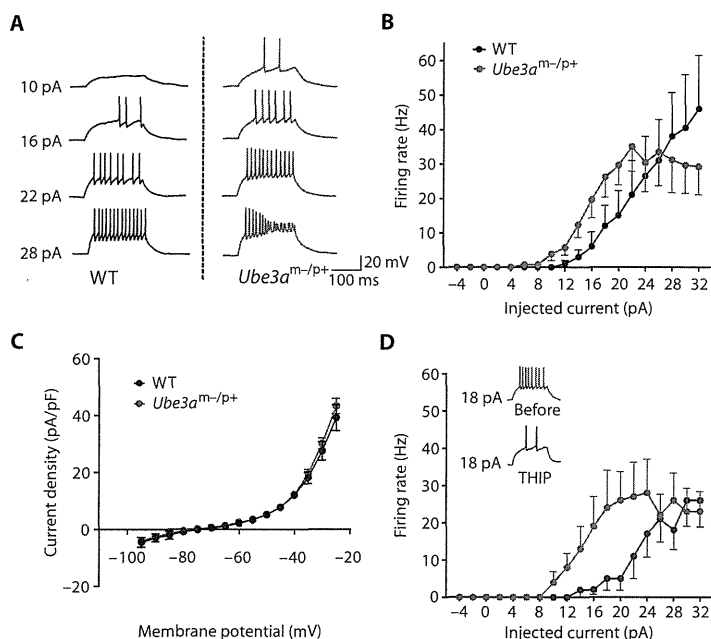 A
10 pA
16 pA
22 pA
28 pA
WT
Ube3a^m–/p+
20 mV
100 ms
B
WT
Ube3a^m–/p+
Firing rate (Hz)
60
50
40
30
20
10
0
−4 0 4 8 12 16 20 24 28 32
Injected current (pA)
C
WT
Ube3a^m–/p+
Current density (pA/pF)
60
40
20
0
−20
−100 −80 −60 −40 −20
Membrane potential (mV)
D
18 pA
Before
18 pA
THIP
Firing rate (Hz)
60
50
40
30
20
10
0
−4 0 4 8 12 16 20 24 28 32
Injected current (pA)